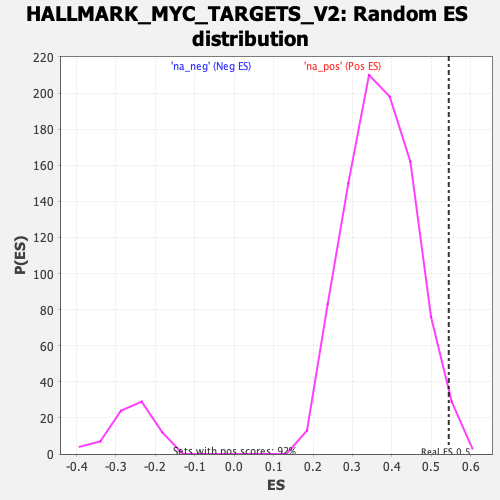 HALLMARK_MYC_TARGETS_V2: Random ES
distribution
'na_neg' (Neg ES) 'na_pos' (Pos ES)
220
200
180
160
140
120
100
80
60
40
20
0
P(ES)
Sets with pos scores: 92%
Real ES 0.5
-0.4 -0.3 -0.2 -0.1 0.0 0.1 0.2 0.3 0.4 0.5 0.6
ES